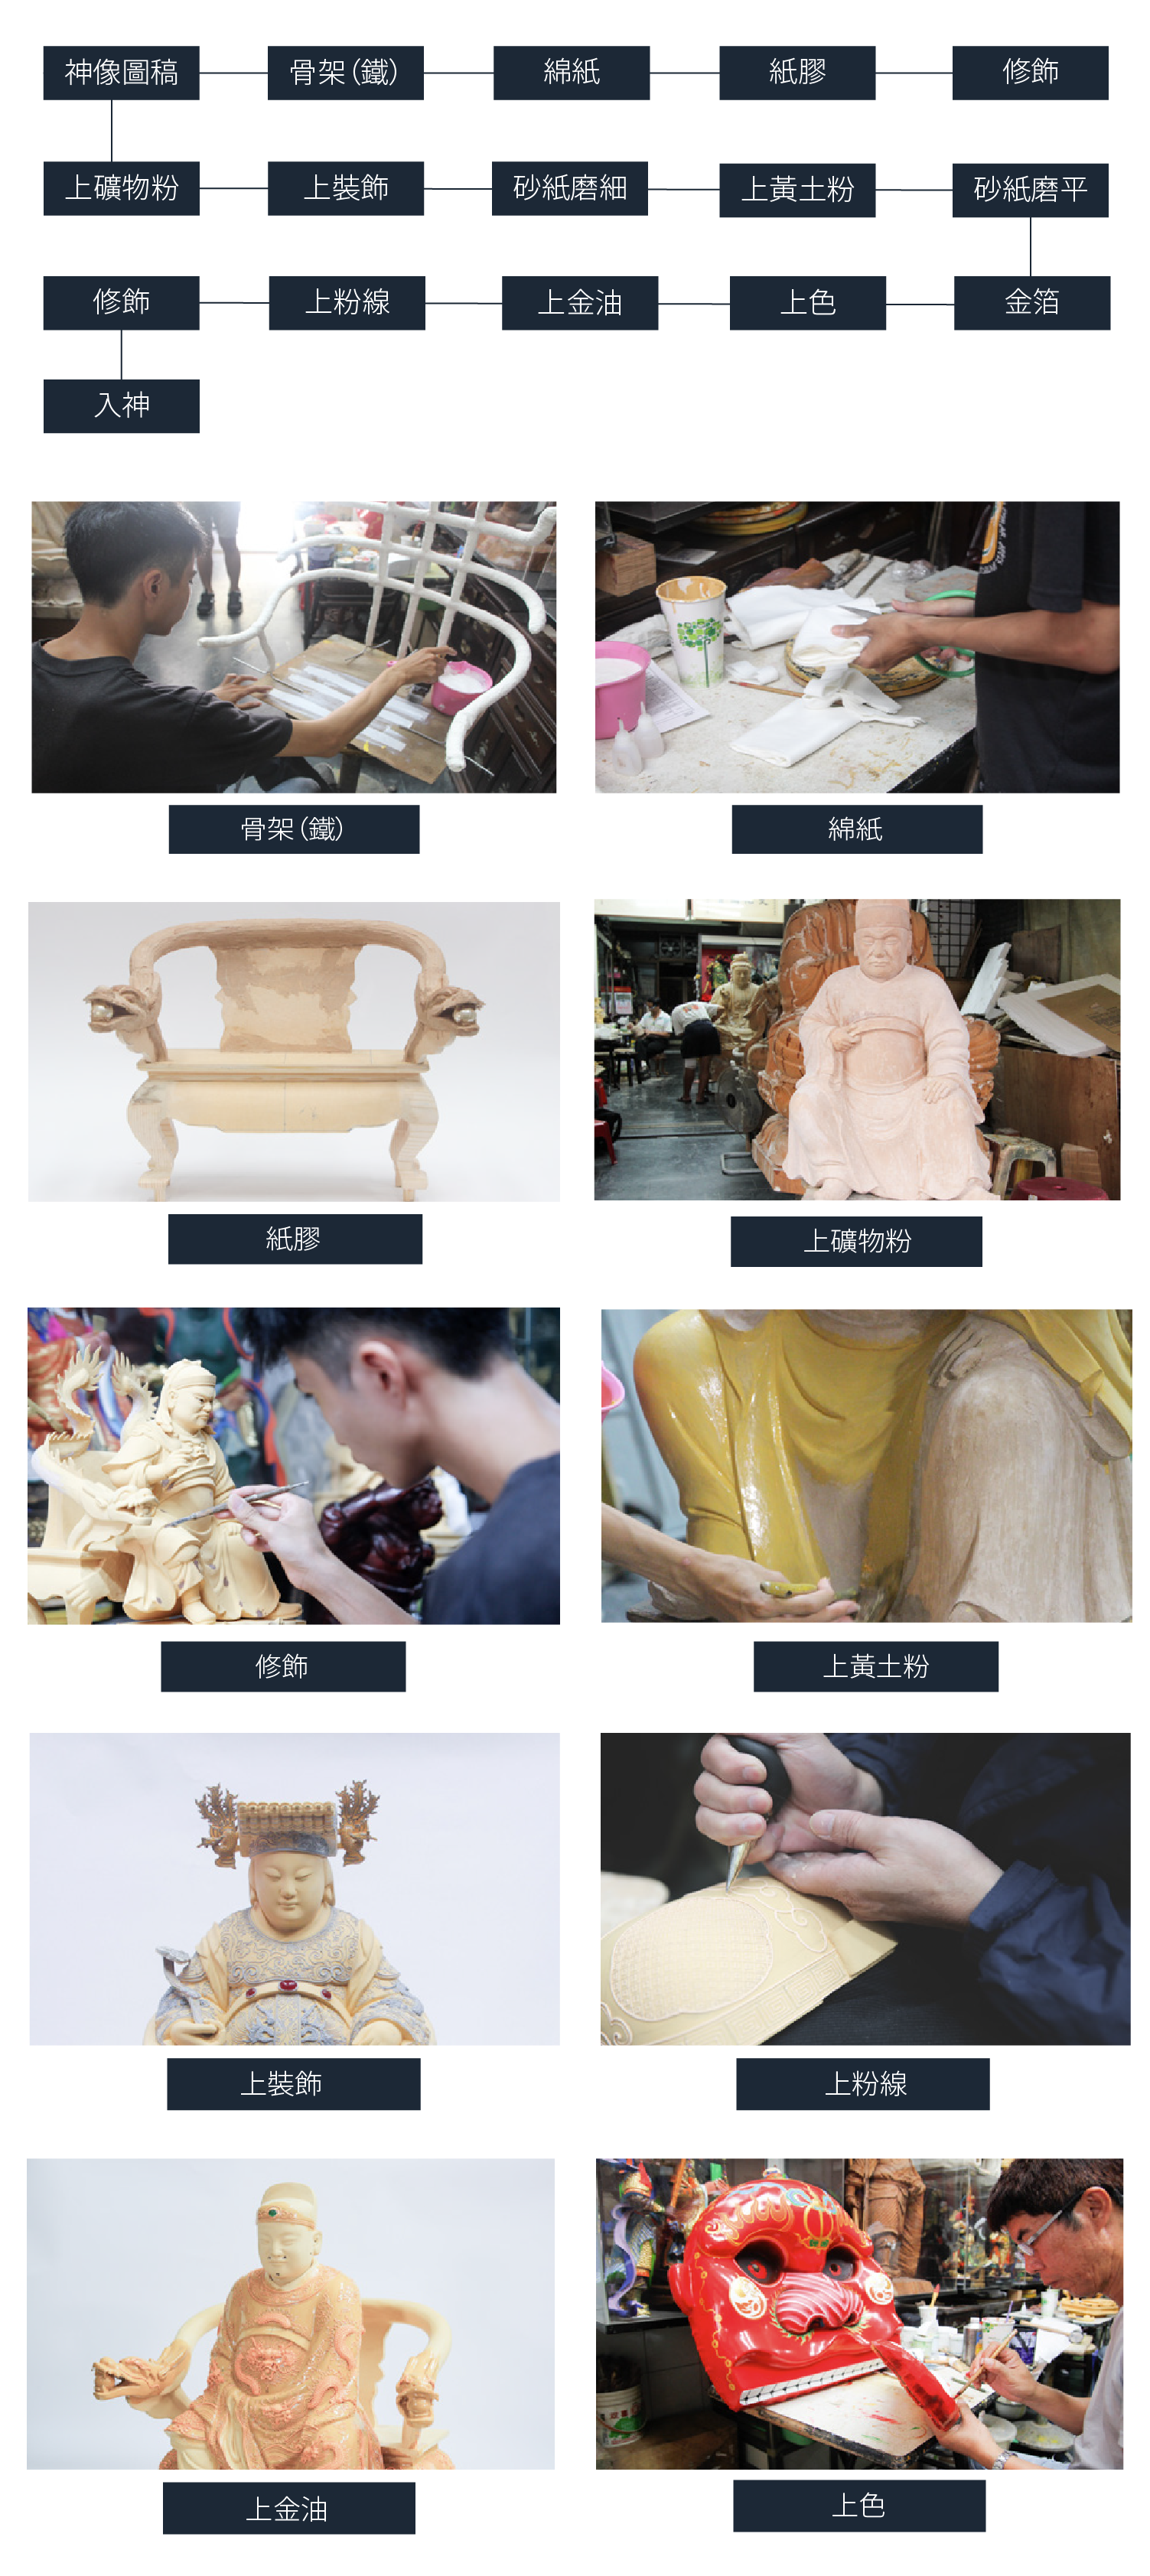 神像圖稿
骨架(鐵)
綿紙
紙膠
修飾
上礦物粉
上裝飾
砂紙磨細
上黃土粉
砂紙磨平
修飾
上粉線
上金油
上色
金箔
入神
骨架(鐵)
綿紙
紙膠
上礦物粉
修飾
上黃土粉
上裝飾
上粉線
上金油
上色